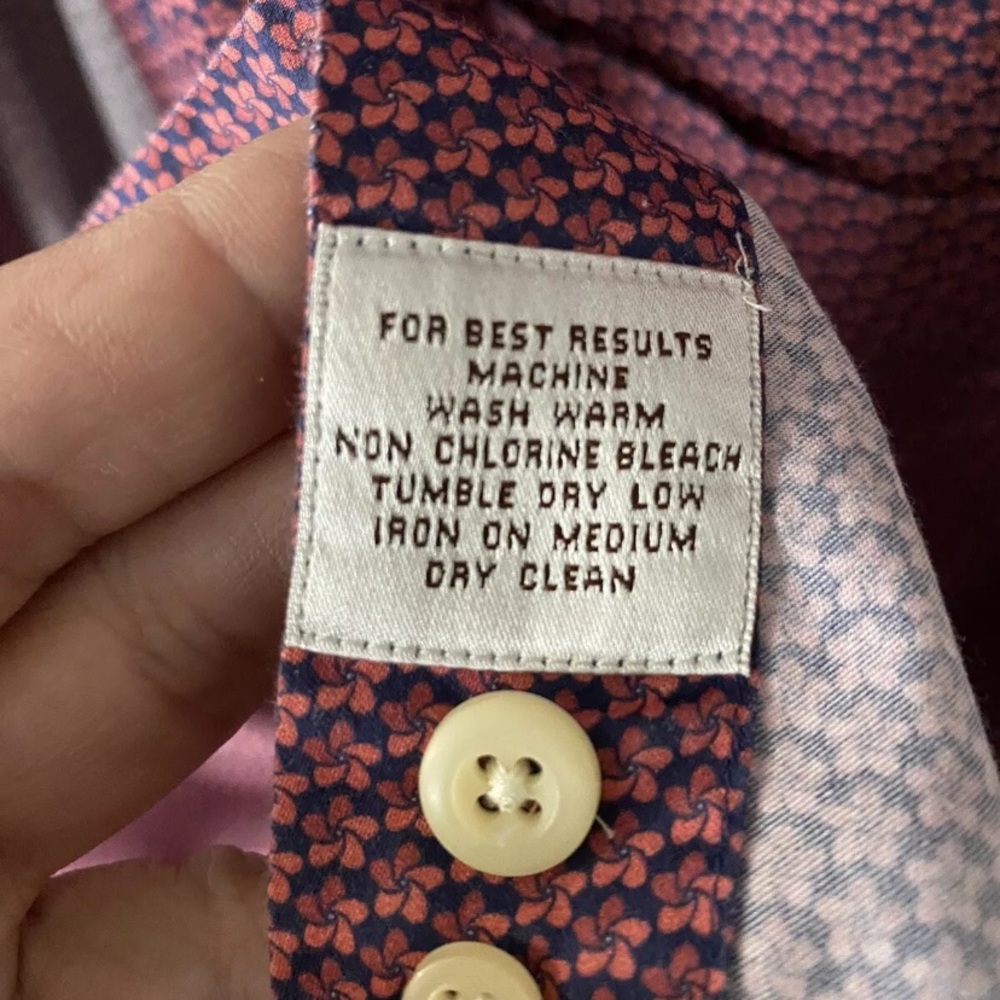 FOR BEST RESULTS
MACHINE
WASH WARM
NON CHLORINE BLEACH
TUMBLE DRY LOW
IRON ON MEDIUM
DRY CLEAN